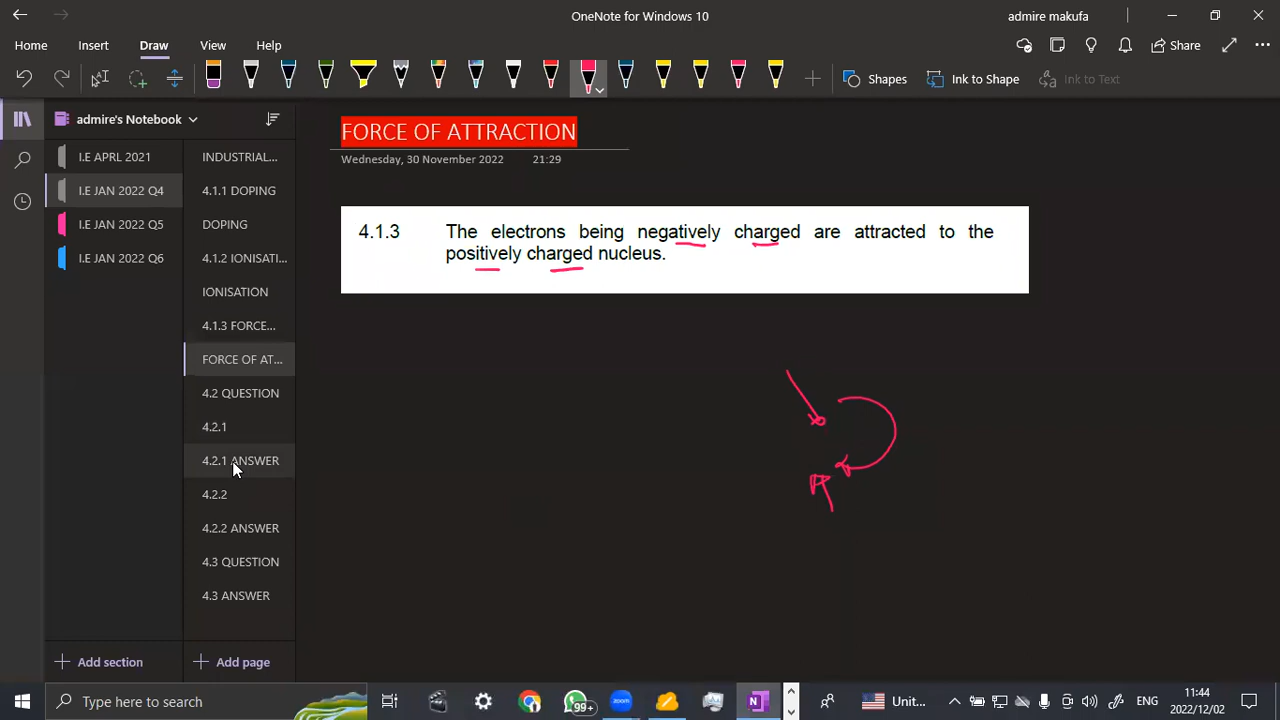 OneNote for Windows 10
admire makufa
Home
Insert
Draw
View
Help
Share
Shapes
Ink to Shape
Ink to Text
admire's Notebook
I.E APRL 2021
I.E JAN 2022 Q4
I.E JAN 2022 Q5
I.E JAN 2022 Q6
Add section
INDUSTRIAL...
4.1.1 DOPING
DOPING
4.1.2 IONISATI...
IONISATION
4.1.3 FORCE...
FORCE OF AT...
4.2 QUESTION
4.2.1
4.2.1 ANSWER
4.2.2
4.2.2 ANSWER
4.3 QUESTION
4.3 ANSWER
Add page
FORCE OF ATTRACTION
Wednesday, 30 November 2022 21:29
4.1.3 The electrons being negatively charged are attracted to the
positively charged nucleus.
Type here to search
99+
zoom
Unit...
ENG
11:44
2022/12/02